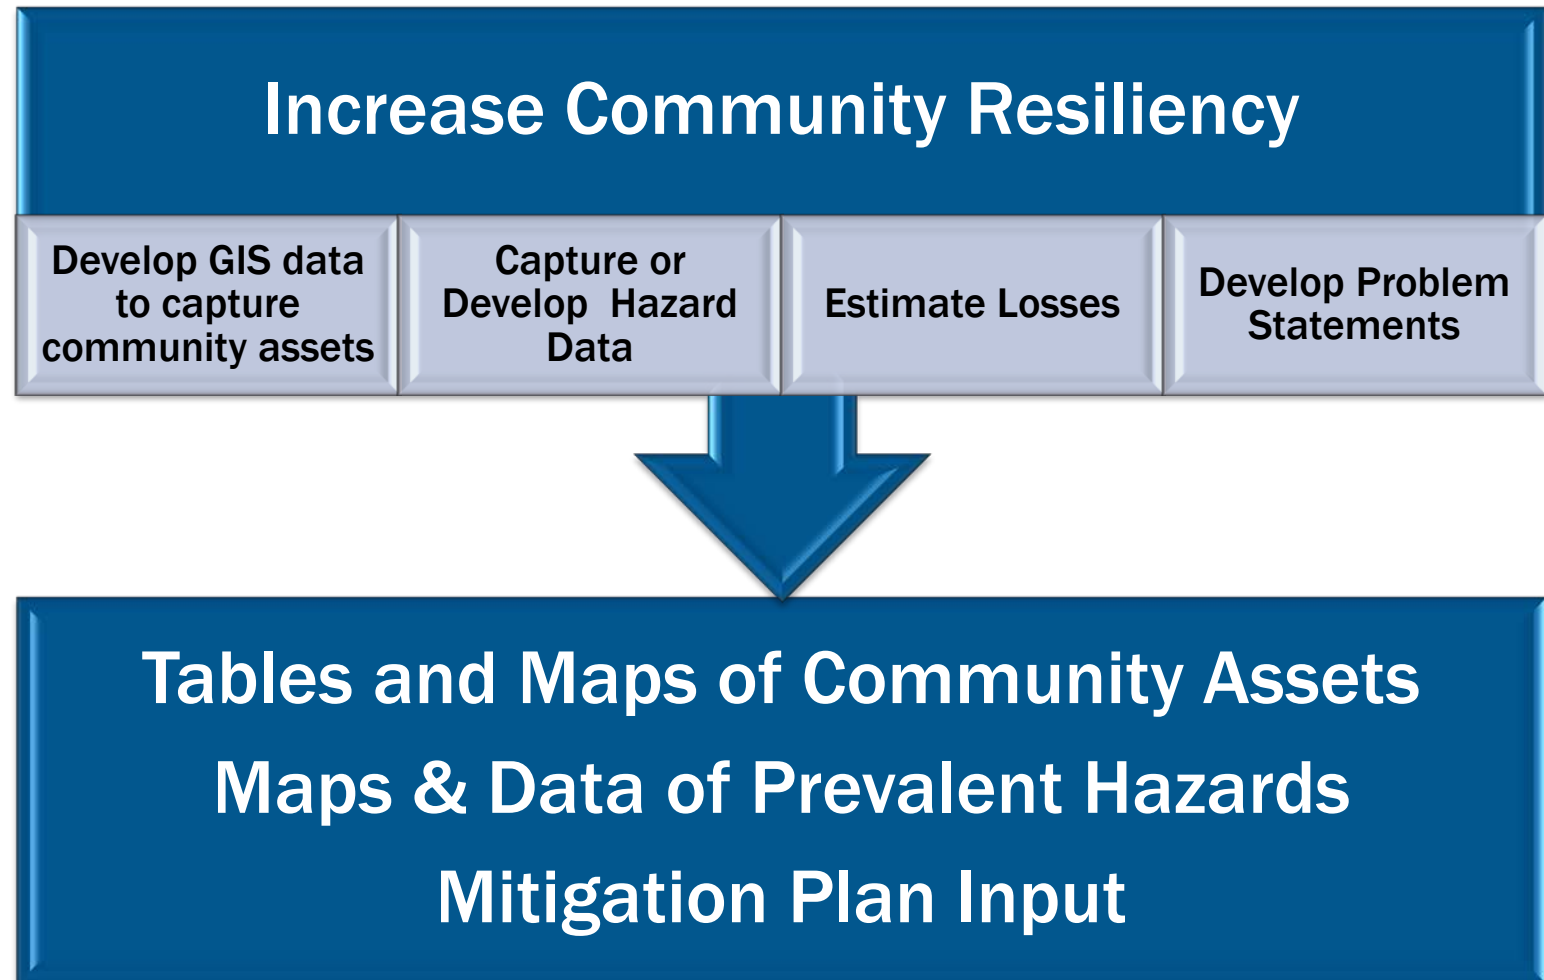 Increase Community Resiliency
Develop GIS data
to capture
community assets
Capture or
Develop  Hazard
Data
Estimate Losses
Develop Problem
Statements
Tables and Maps of Community Assets
Maps & Data of Prevalent Hazards
Mitigation Plan Input